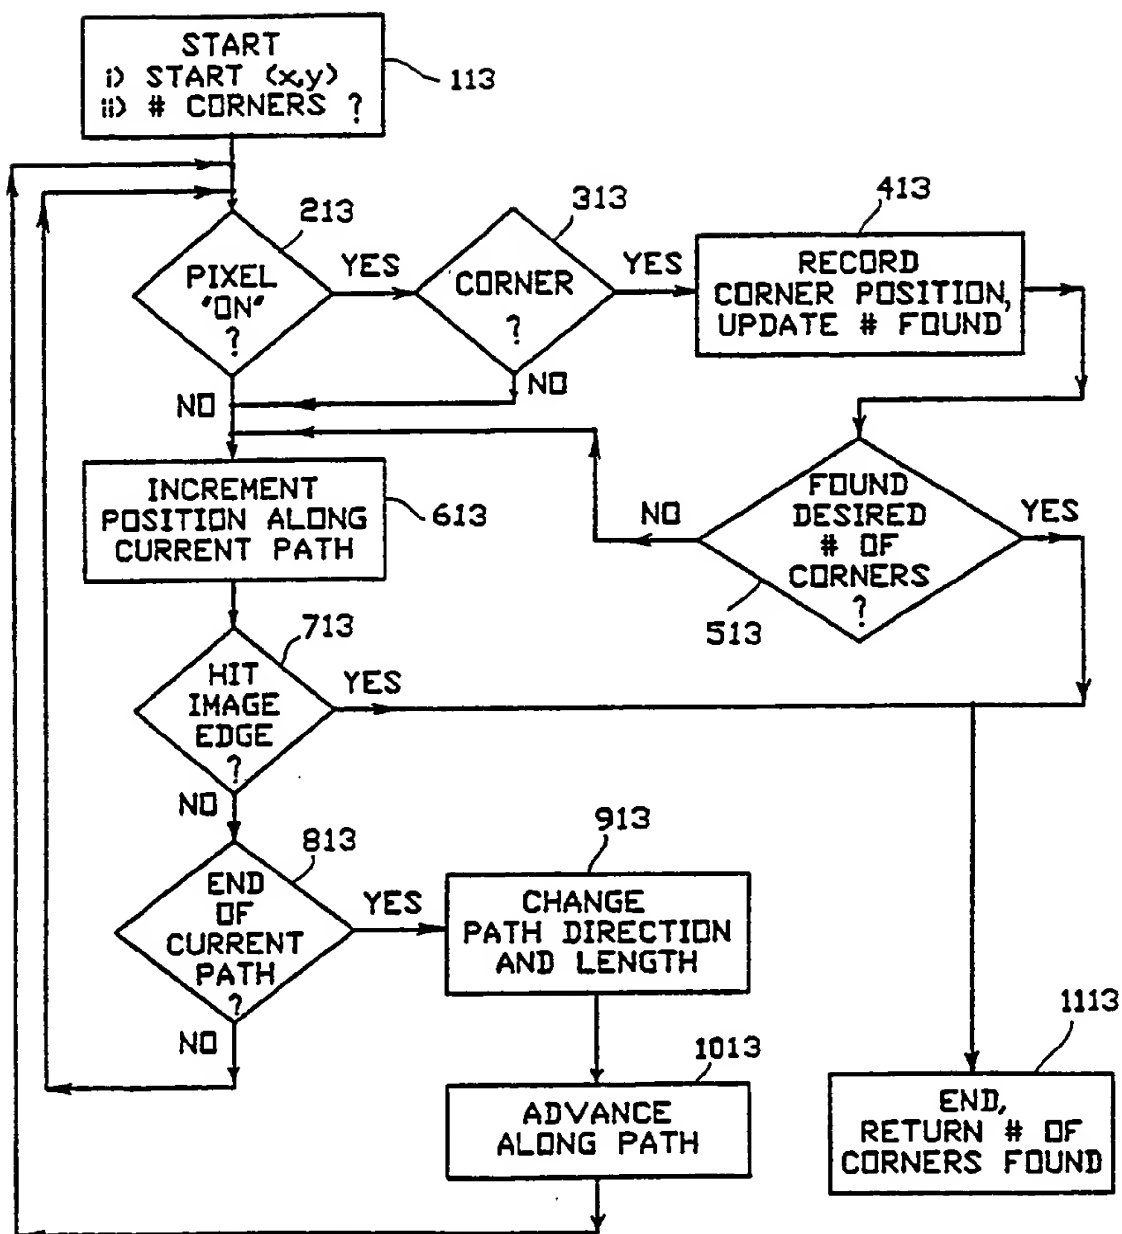 START
i) START (x,y)
ii) # CORNERS ?
113
213
PIXEL
"ON"
?
YES
NO
313
CORNER
?
YES
NO
413
RECORD
CORNER POSITION,
UPDATE # FOUND
FOUND
DESIRED
# OF
CORNERS
?
NO
YES
513
INCREMENT
POSITION ALONG
CURRENT PATH
613
713
HIT
IMAGE
EDGE
?
YES
NO
813
END
OF
CURRENT
PATH
?
YES
NO
913
CHANGE
PATH DIRECTION
AND LENGTH
1013
ADVANCE
ALONG PATH
1113
END,
RETURN # OF
CORNERS FOUND